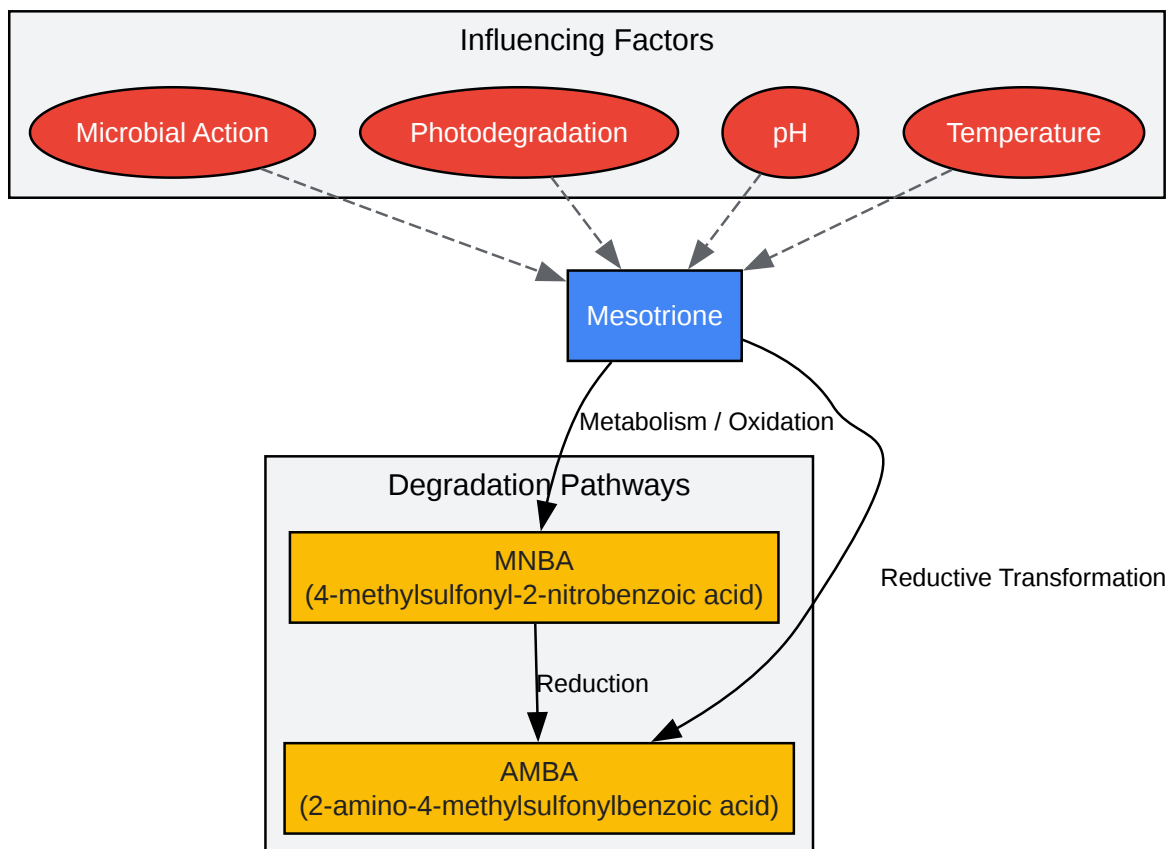 Influencing Factors
Microbial Action
Photodegradation
pH
Temperature
Mesotrione
Metabolism / Oxidation
Degradation Pathways
MNBA
(4-methylsulfonyl-2-nitrobenzoic acid)
Reductive Transformation
Reduction
AMBA
(2-amino-4-methylsulfonylbenzoic acid)